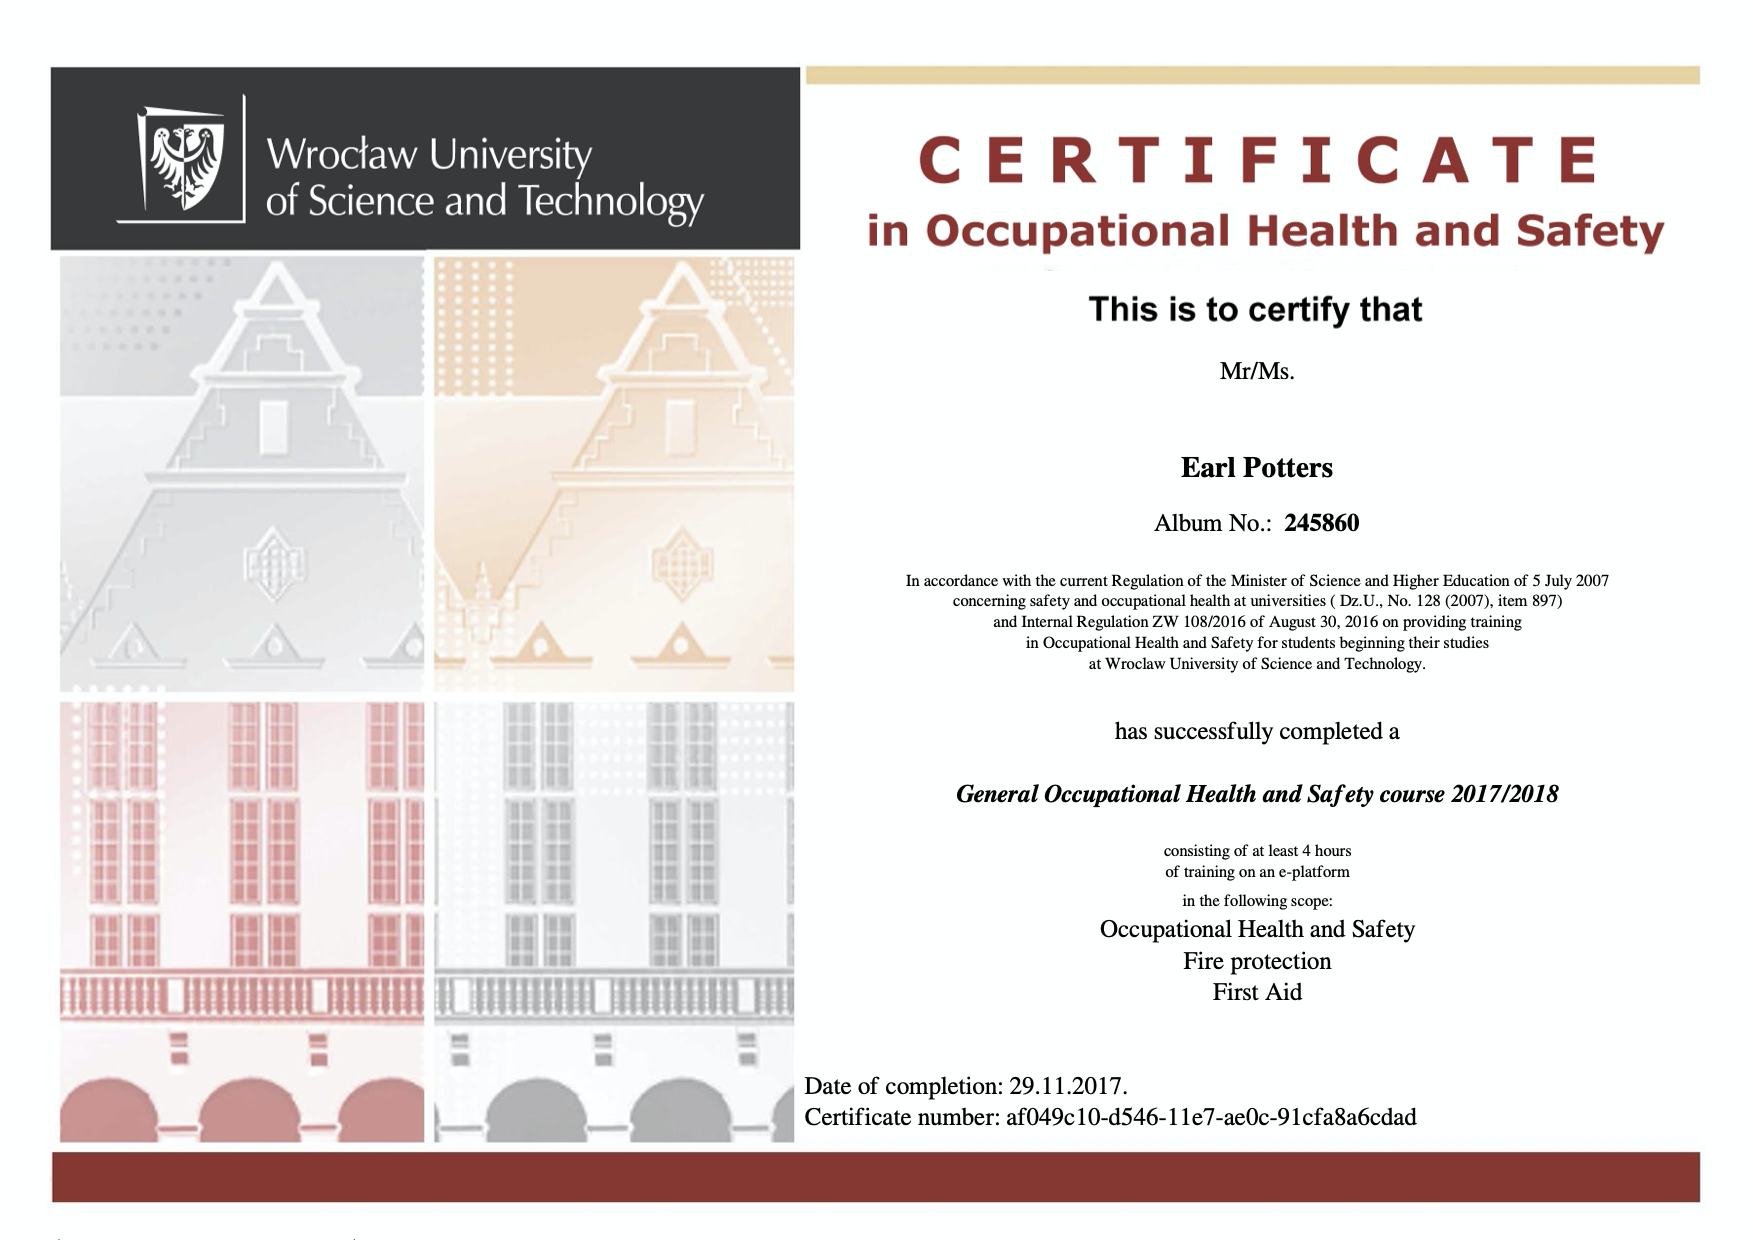 Wrocław University
of Science and Technology
CERTIFICATE
in Occupational Health and Safety
This is to certify that
Mr/Ms.
Earl Potters
Album No.: 245860
In accordance with the current Regulation of the Minister of Science and Higher Education of 5 July 2007
concerning safety and occupational health at universities ( Dz.U., No. 128 (2007), item 897)
and Internal Regulation ZW 108/2016 of August 30, 2016 on providing training
in Occupational Health and Safety for students beginning their studies
at Wroclaw University of Science and Technology.
has successfully completed a
General Occupational Health and Safety course 2017/2018
consisting of at least 4 hours
of training on an e-platform
in the following scope:
Occupational Health and Safety
Fire protection
First Aid
Date of completion: 29.11.2017.
Certificate number: af049c10-d546-11e7-ae0c-91cfa8a6cdad